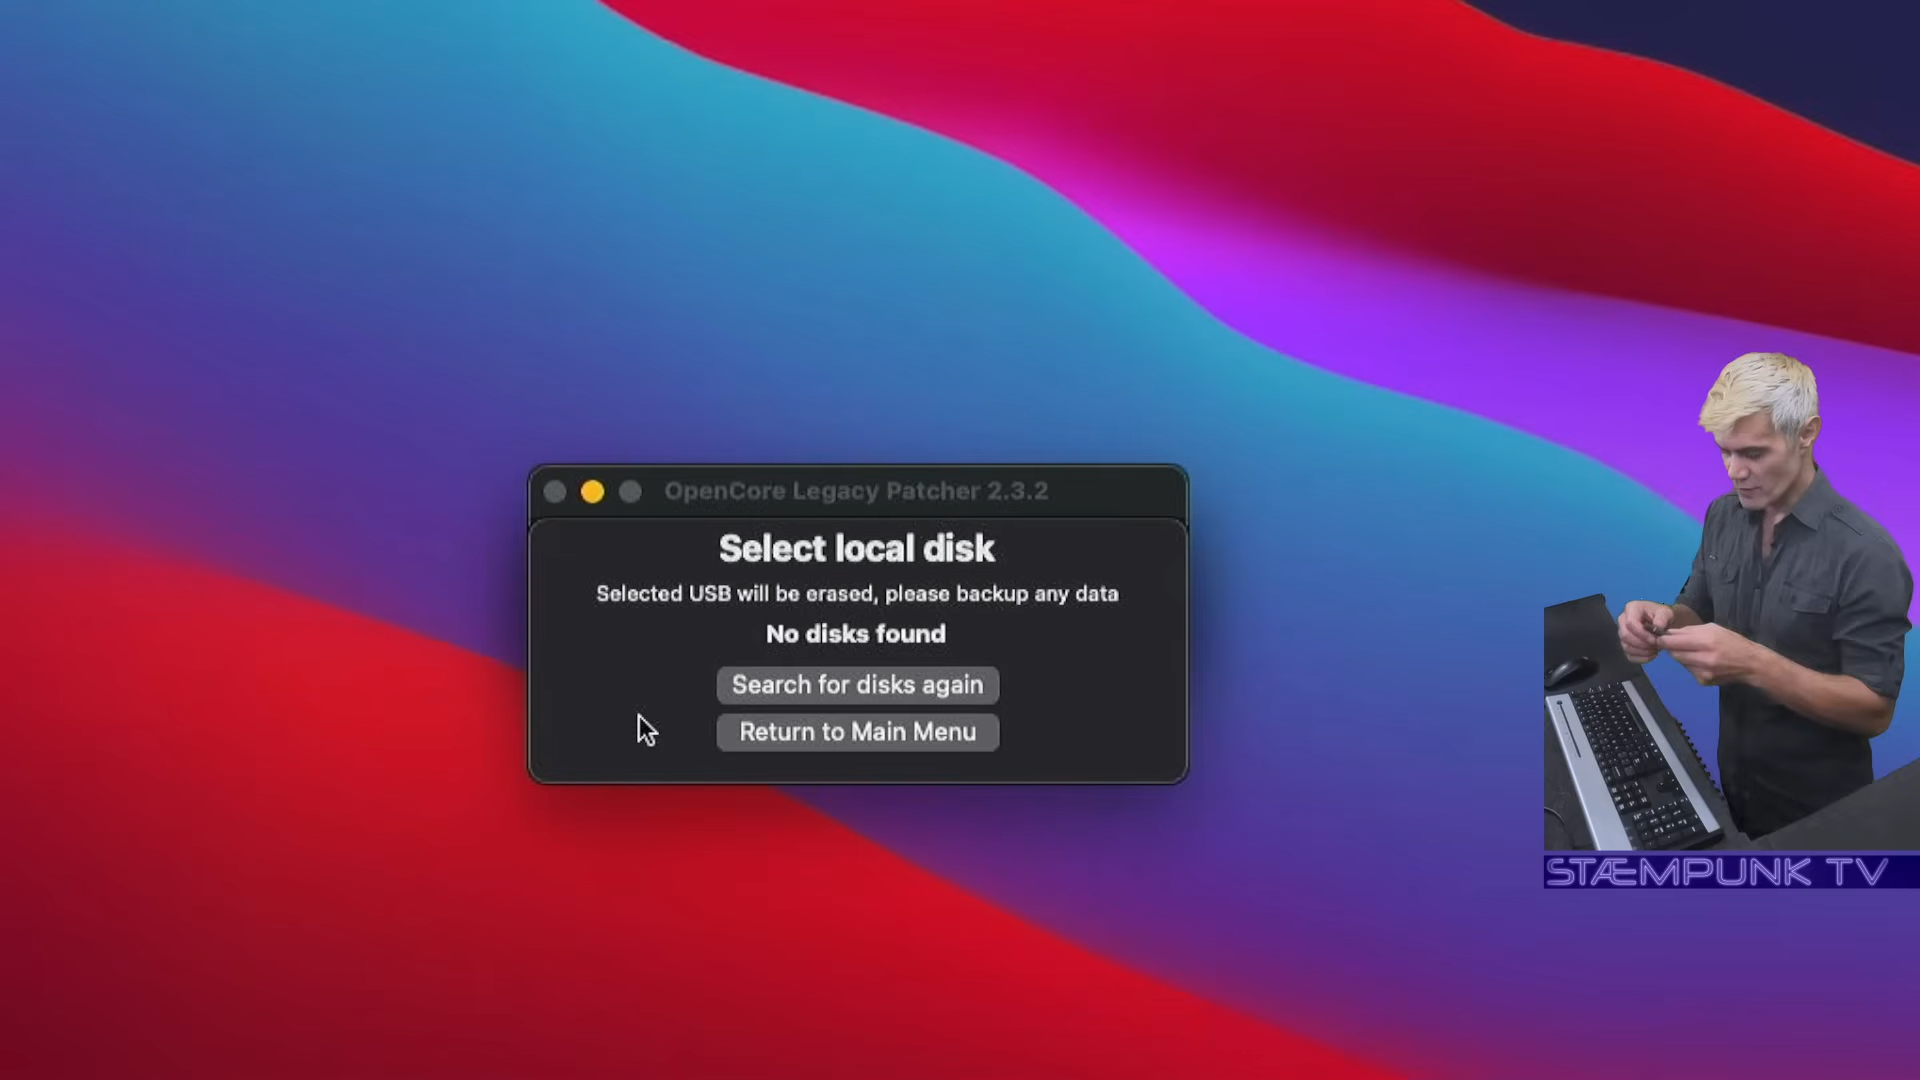 OpenCore Legacy Patcher 2.3.2
Select local disk
Selected USB will be erased, please backup any data
No disks found
Search for disks again
Return to Main Menu
STÆMPUNK TV